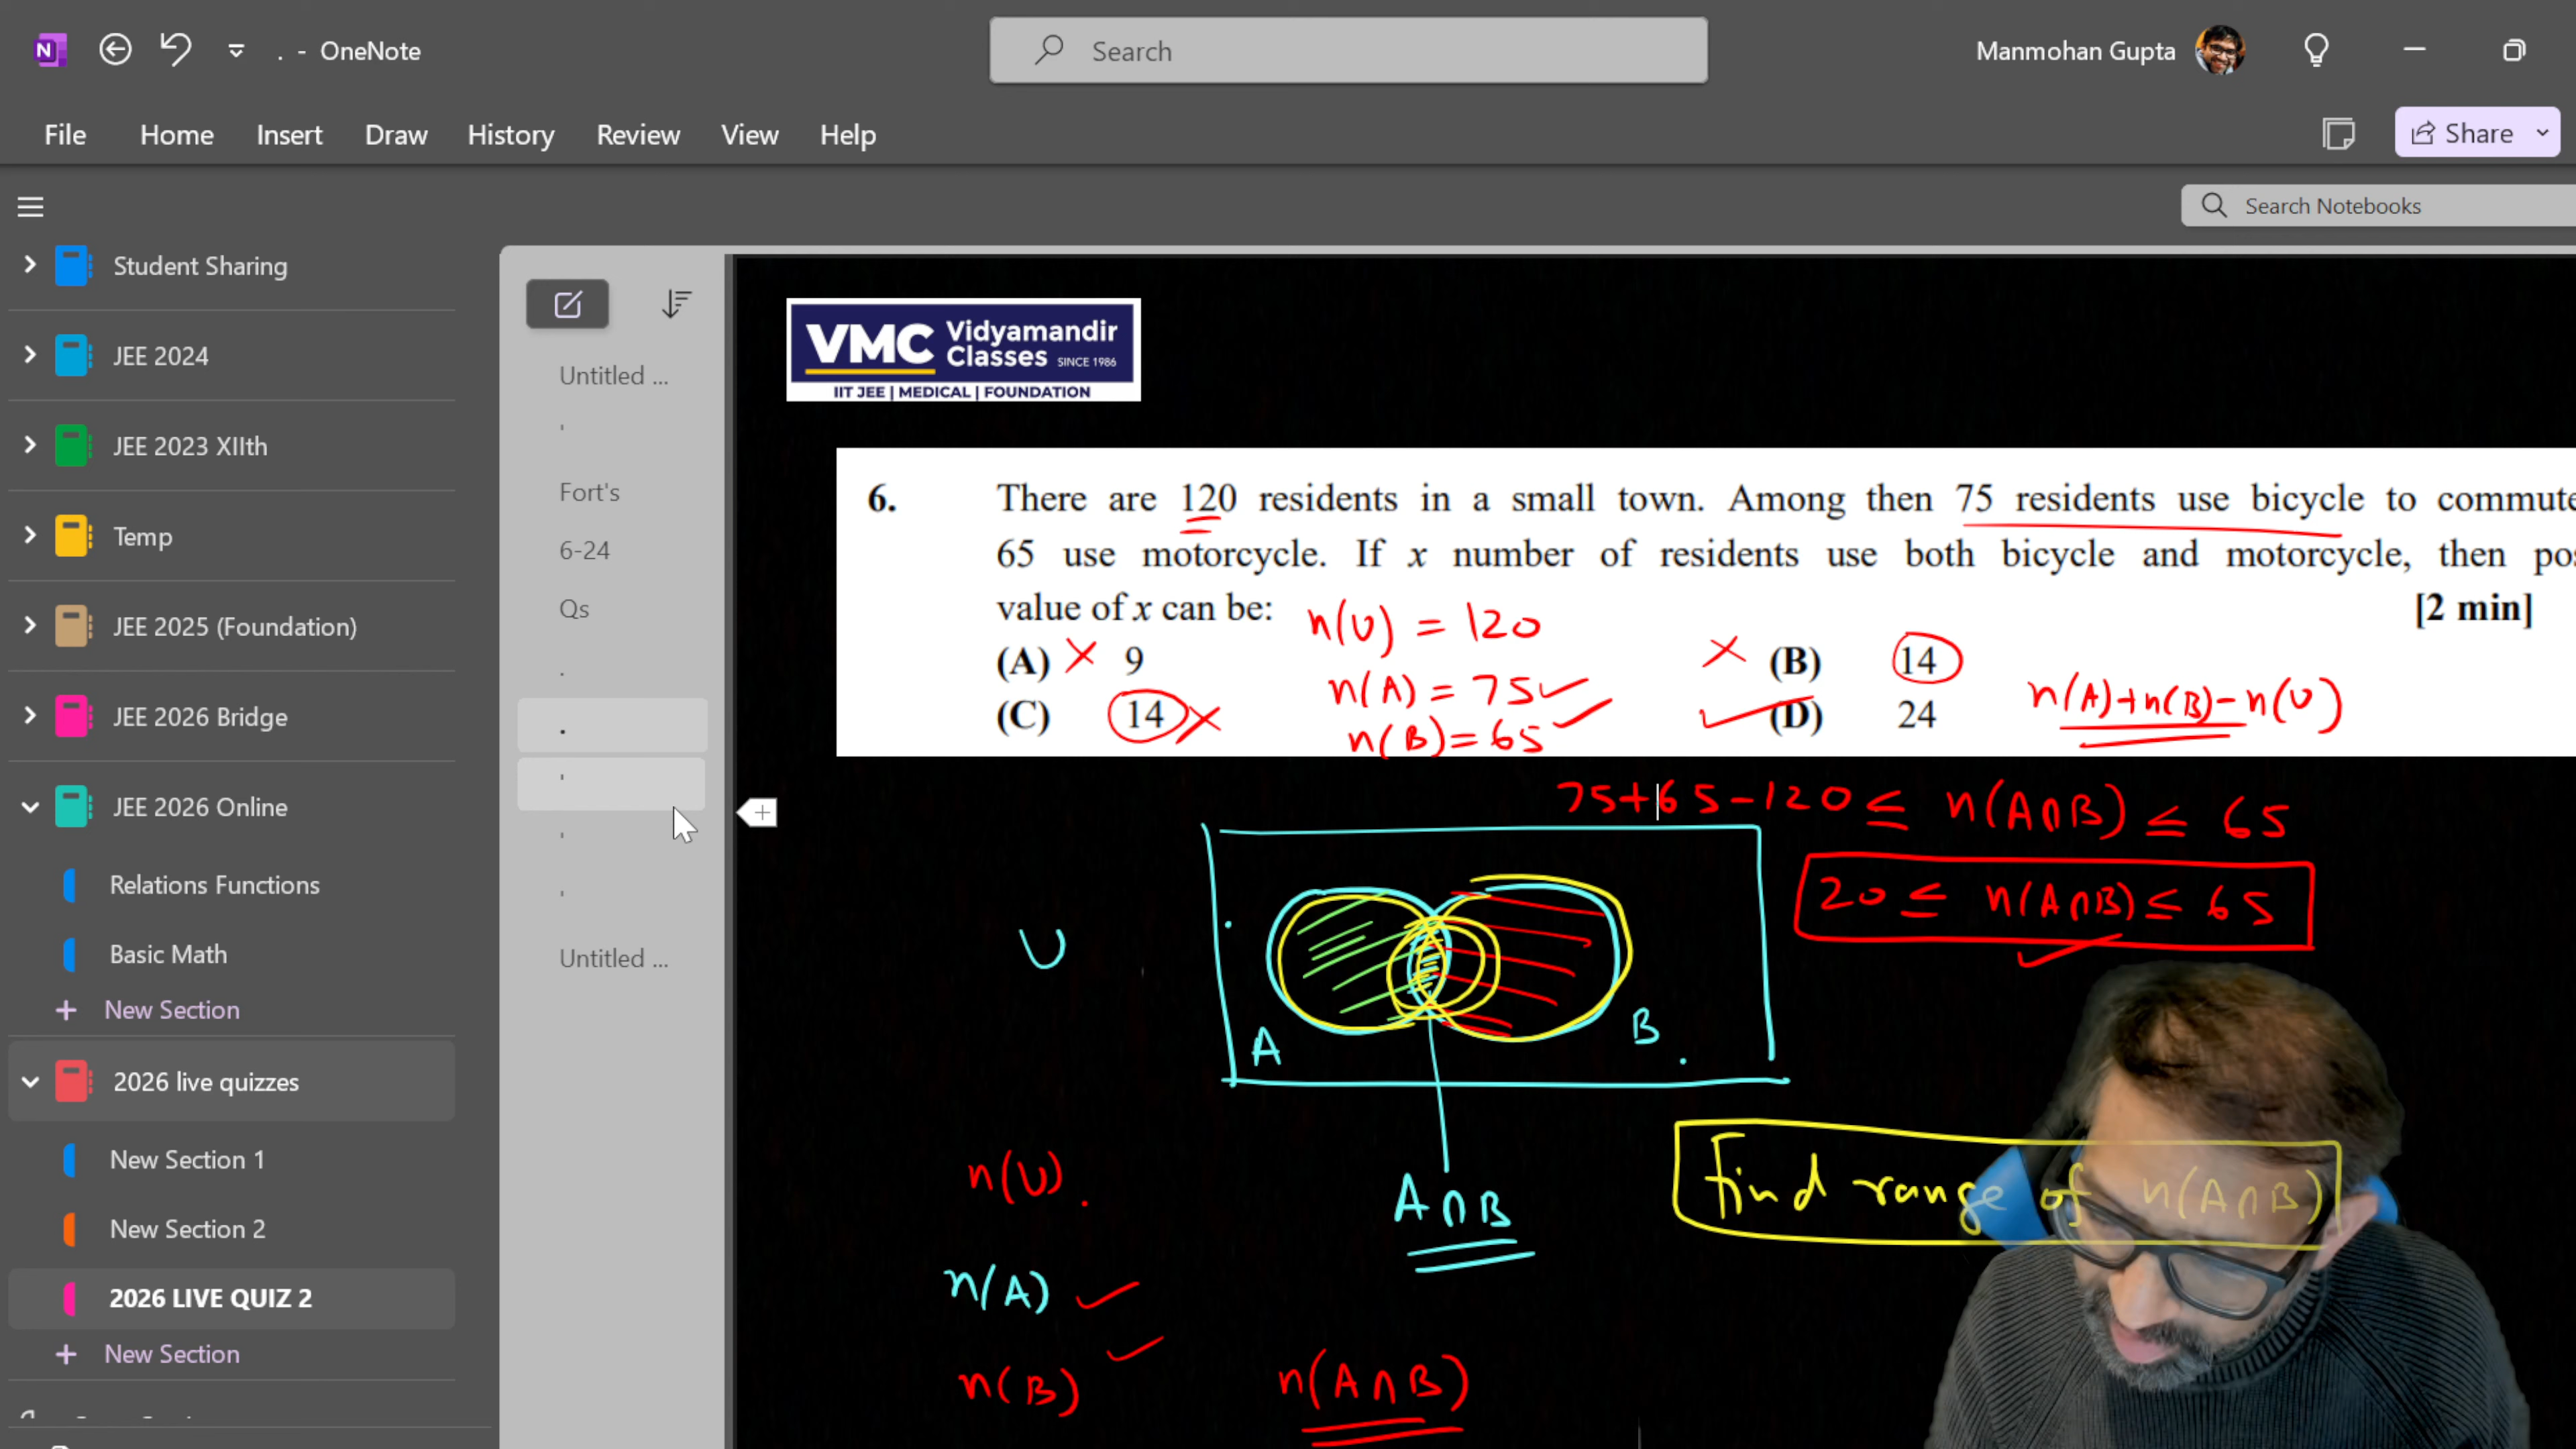 . - OneNote
Search
Manmohan Gupta
File Home Insert Draw History Review View Help
Share
Search Notebooks
Student Sharing
JEE 2024
JEE 2023 XIIth
Temp
JEE 2025 (Foundation)
JEE 2026 Bridge
JEE 2026 Online
Relations Functions
Basic Math
+ New Section
2026 live quizzes
New Section 1
New Section 2
2026 LIVE QUIZ 2
+ New Section
Untitled ...
'
Fort's
6-24
Qs
.
.
'
'
'
Untitled ...
VMC Vidyamandir
Classes SINCE 1986
IIT JEE | MEDICAL | FOUNDATION
6. There are 120 residents in a small town. Among then 75 residents use bicycle to commute
65 use motorcycle. If x number of residents use both bicycle and motorcycle, then
value of x can be: [2 min]
n(U) = 120
(A) 9 (B) 14
n(A) = 75
(C) 14 (D) 24
n(B) = 65
n(A)+n(B)-n(U)
75+65-120 ≤ n(A∩B) ≤ 65
20 ≤ n(A∩B) ≤ 65
U
A
B
A∩B
Find range of n(A∩B)
n(U).
n(A)
n(B)
n(A∩B)